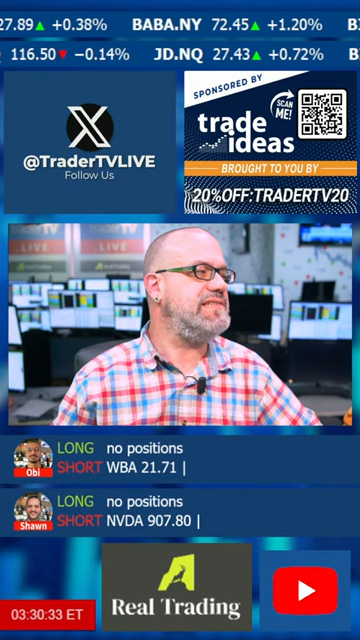 27.89 ▲ +0.38% BABA.NY 72.45 ▲ +1.20%
116.50 ▼ −0.14% JD.NQ 27.43 ▲ +0.72%
X
@TraderTVLIVE
Follow Us
SPONSORED BY
SCAN
ME!
trade
ideas
BROUGHT TO YOU BY
20%OFF:TRADERTV20
LONG no positions
SHORT WBA 21.71 |
Obi
LONG no positions
SHORT NVDA 907.80 |
Shawn
03:30:33 ET
Real Trading